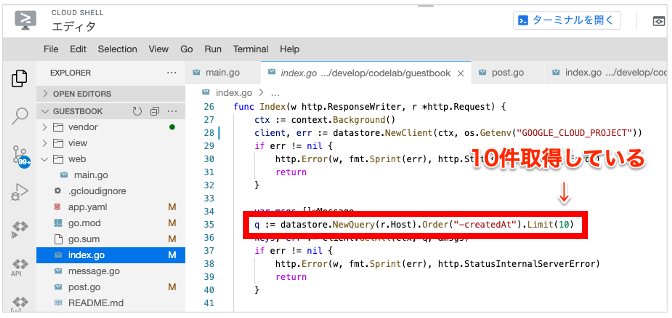 CLOUD SHELL
エディタ
ターミナルを開く
File Edit Selection View Go Run Terminal Help
EXPLORER
OPEN EDITORS
GUESTBOOK
vendor
view
web
main.go
.gcloudignore
app.yaml M
go.mod M
go.sum M
index.go M
message.go M
post.go M
README.md
99+
API
main.go
index.go .../develop/codelab/guestbook
post.go
index.go .../develop/cod
index.go > ...
26 func Index(w http.ResponseWriter, r *http.Request) {
27 ctx := context.Background()
28 client, err := datastore.NewClient(ctx, os.Getenv("GOOGLE_CLOUD_PROJECT"))
29 if err != nil {
30 http.Error(w, fmt.Sprint(err),
31 return
32 }
33
34
35 q := datastore.NewQuery(r.Host).Order("-createdAt").Limit(10)
36
37 if err != nil {
38 http.Error(w, fmt.Sprint(err), http.StatusInternalServerError)
39 return
40 }
41
10件取得している
↓